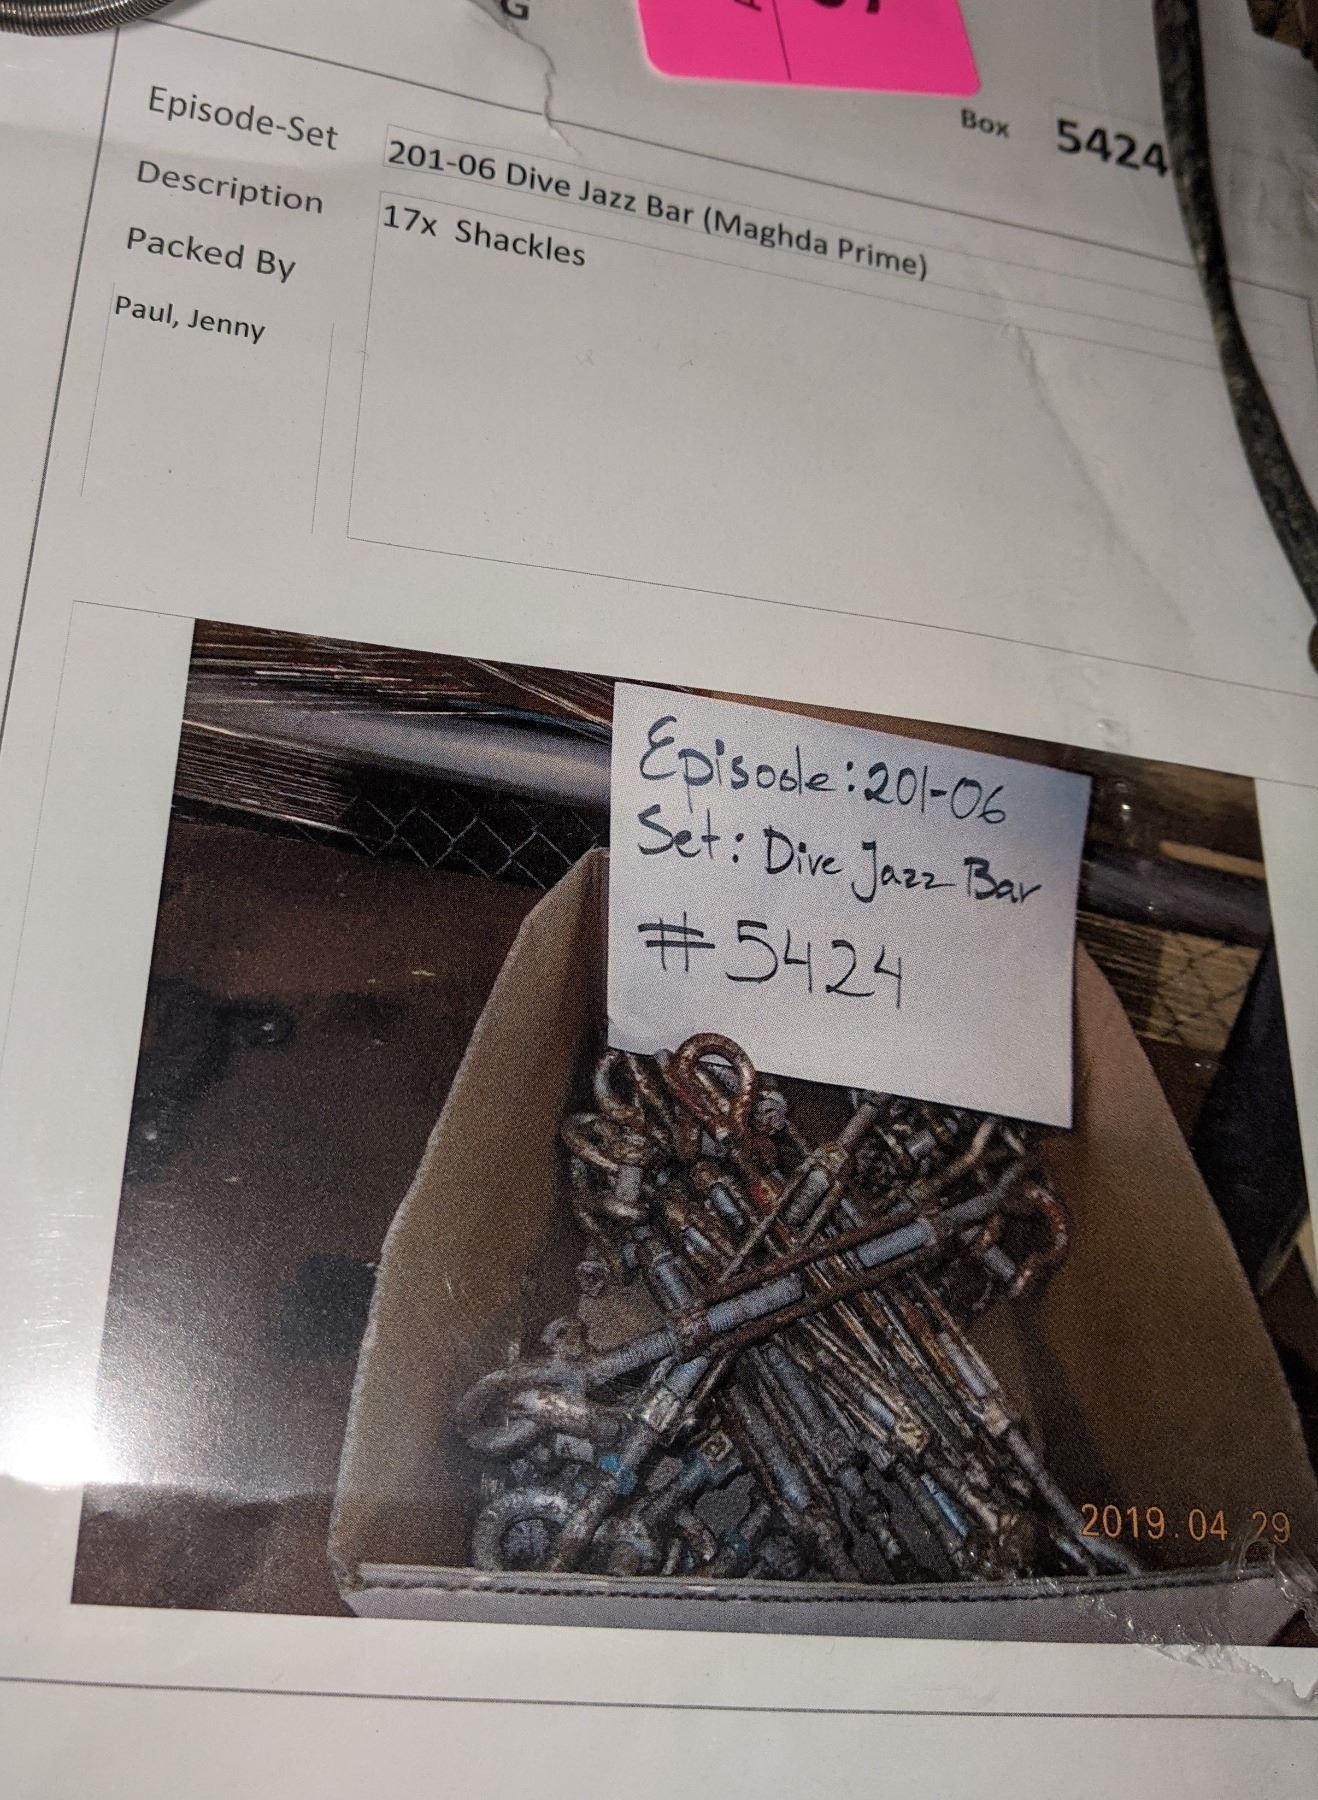 G
Box 5424
Episode-Set 201-06 Dive Jazz Bar (Maghda Prime)
Description 17x Shackles
Packed By
Paul, Jenny
Episode: 201-06
Set: Dive Jazz Bar
#5424
2019.04.29